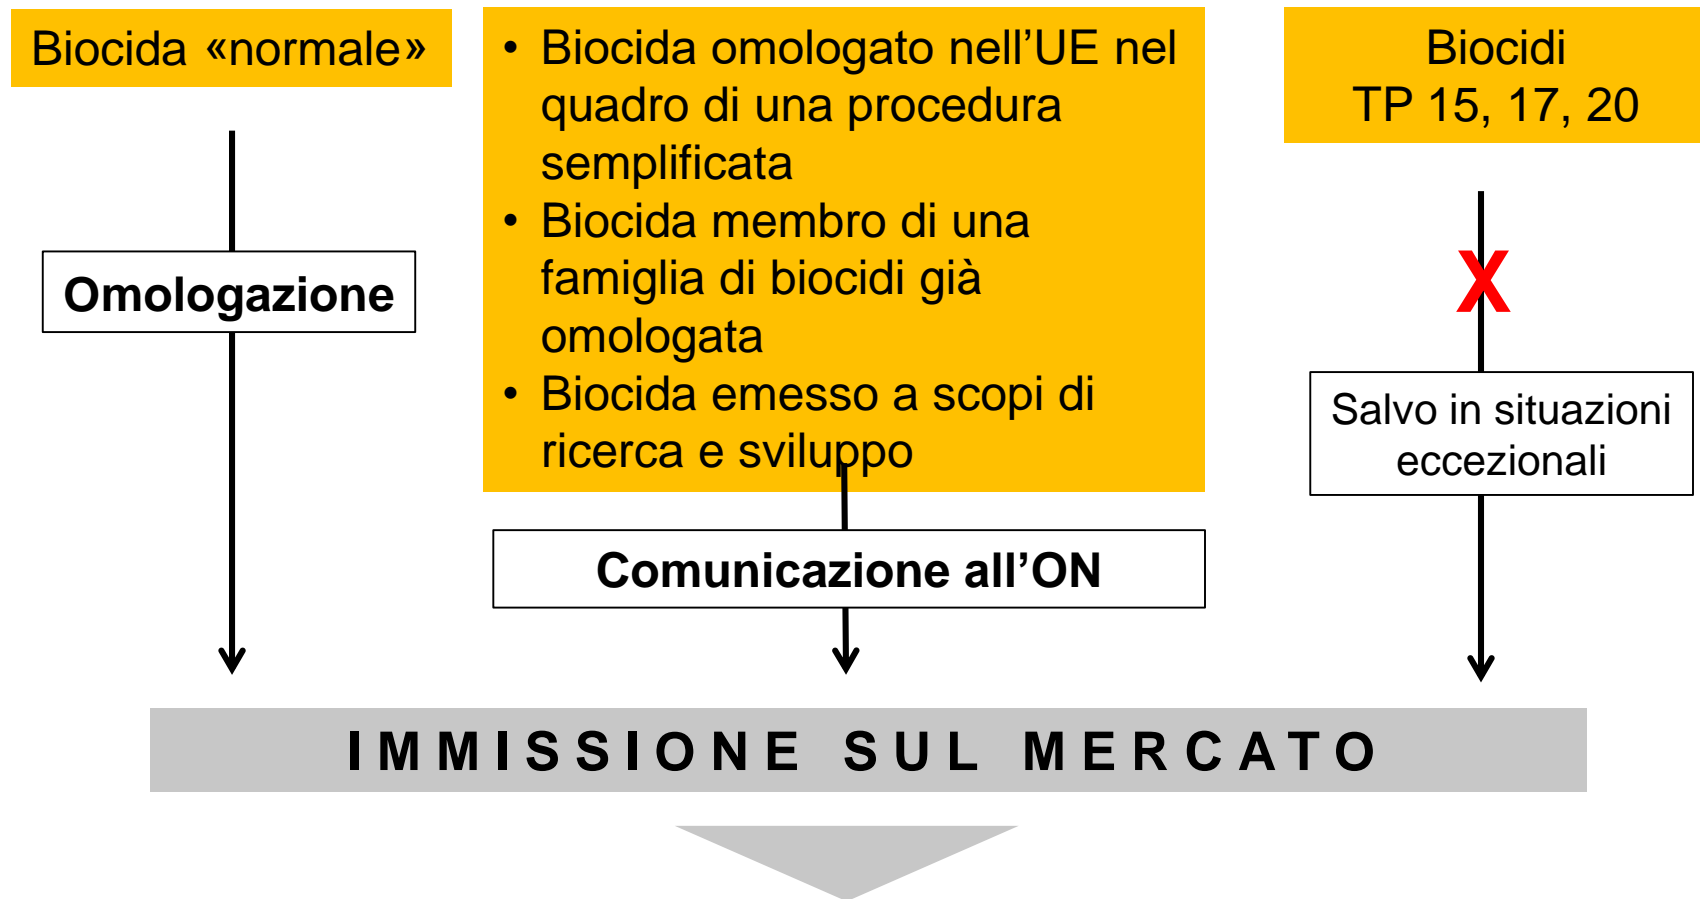 Biocida «normale»
Omologazione
• Biocida omologato nell’UE nel
quadro di una procedura
semplificata
• Biocida membro di una
famiglia di biocidi già
omologata
• Biocida emesso a scopi di
ricerca e sviluppo
Comunicazione all’ON
Biocidi
TP 15, 17, 20
X
Salvo in situazioni
eccezionali
IMMISSIONE SUL MERCATO